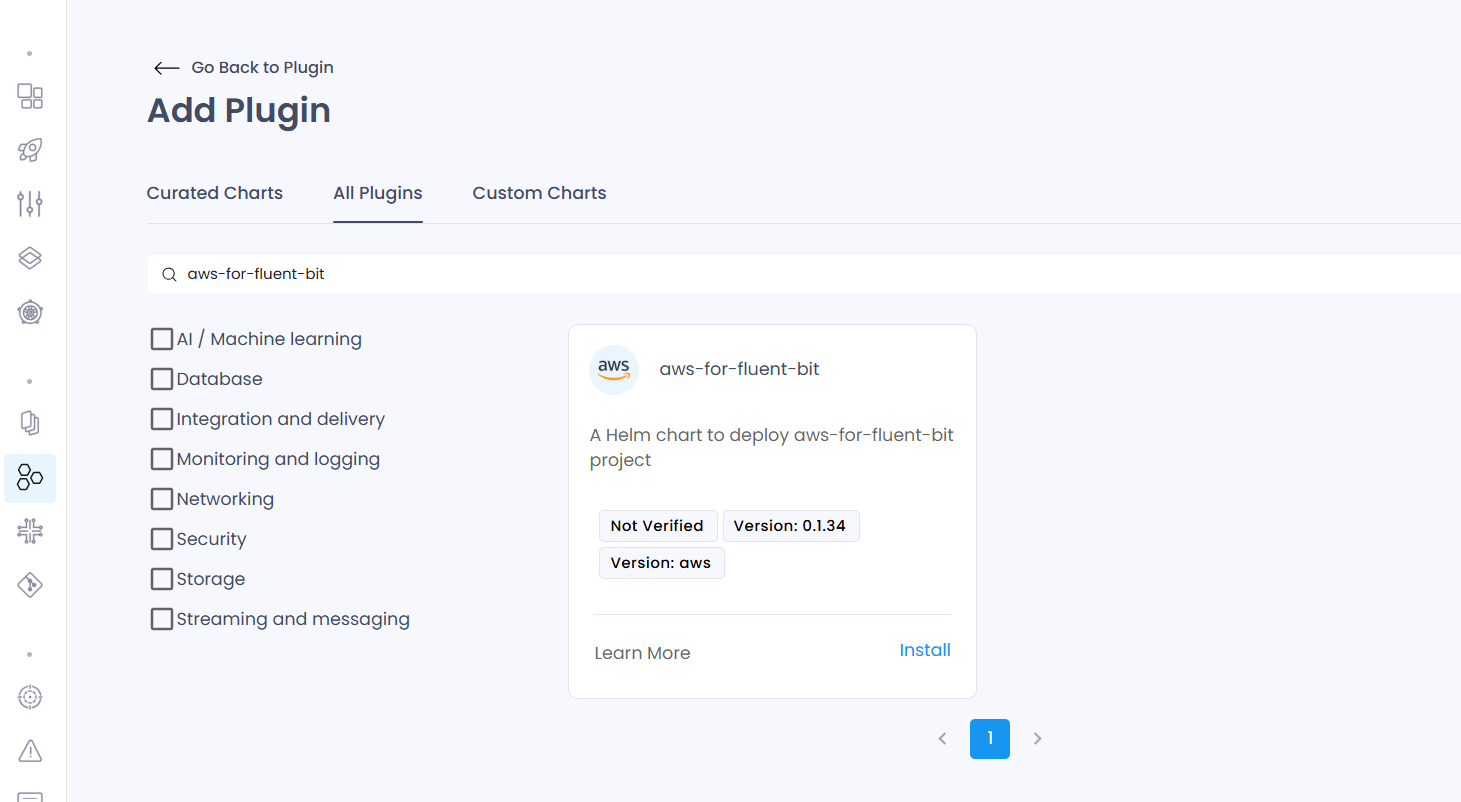 Go Back to Plugin
Add Plugin
Curated Charts
All Plugins
Custom Charts
aws-for-fluent-bit
AI / Machine learning
Database
Integration and delivery
Monitoring and logging
Networking
Security
Storage
Streaming and messaging
aws
aws-for-fluent-bit
A Helm chart to deploy aws-for-fluent-bit
project
Not Verified
Version: 0.1.34
Version: aws
Learn More
Install
1